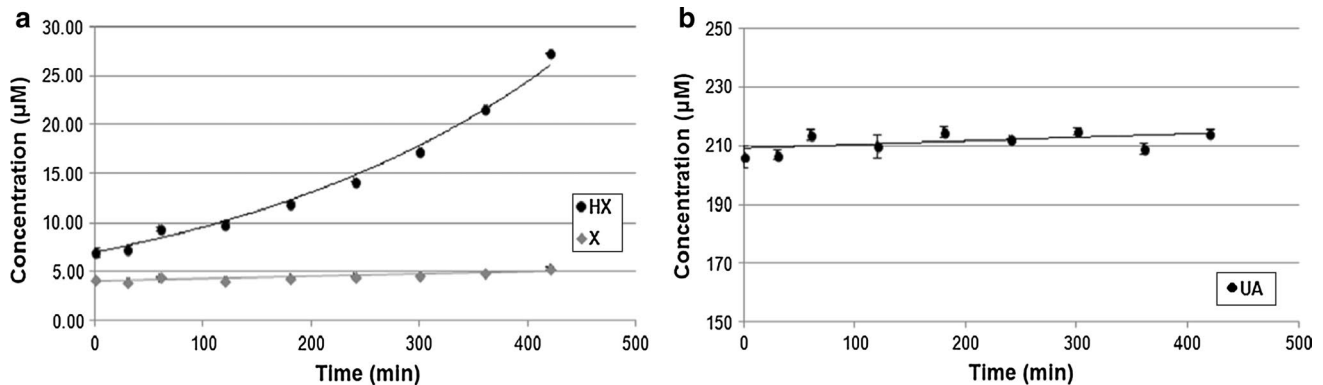 a
30.00
25.00
20.00
15.00
10.00
5.00
0.00
Concentration (µM)
0 100 200 300 400 500
Time (min)
HX
X
b
250
230
210
190
170
150
Concentration (µM)
0 100 200 300 400 500
Time (min)
UA